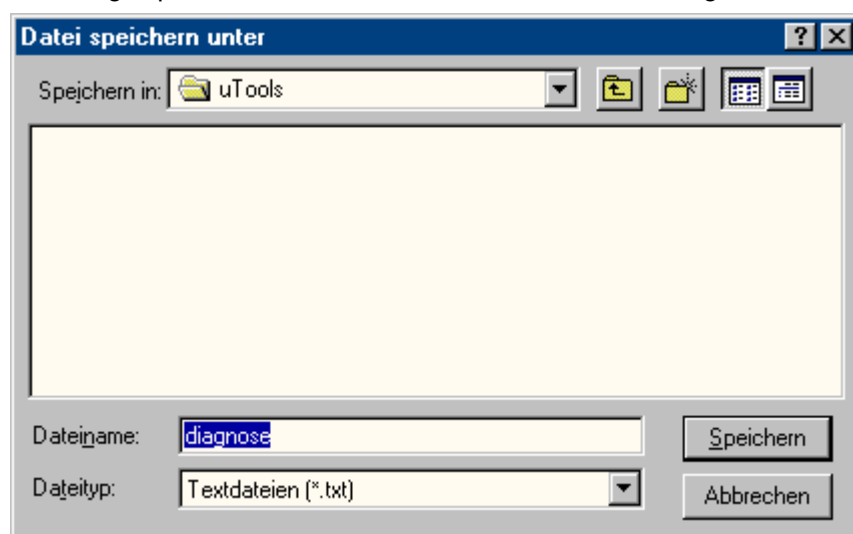 Datei speichern unter
Speichern in: uTools
Dateiname: diagnose Speichern
Dateityp: Textdateien (*.txt) Abbrechen